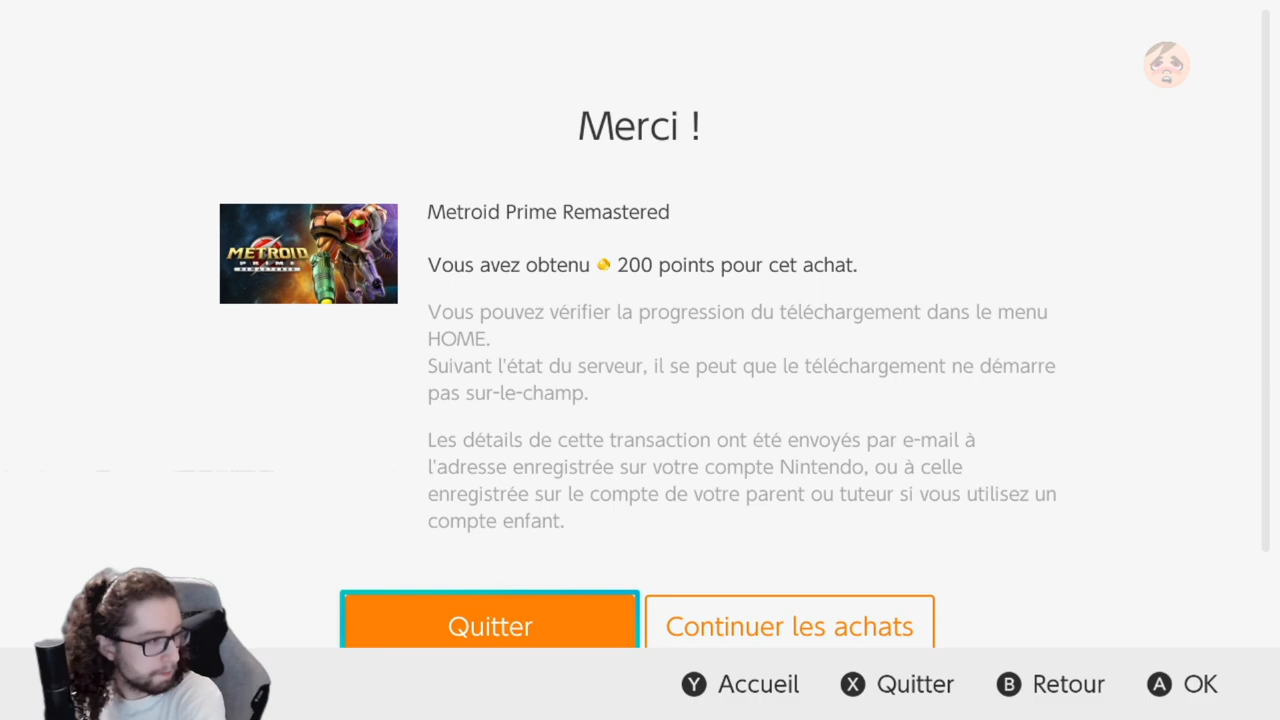 Merci !
METROID
PRIME
REMASTERED
Metroid Prime Remastered
Vous avez obtenu 200 points pour cet achat.
Vous pouvez vérifier la progression du téléchargement dans le menu
HOME.
Suivant l'état du serveur, il se peut que le téléchargement ne démarre
pas sur-le-champ.
Les détails de cette transaction ont été envoyés par e-mail à
l'adresse enregistrée sur votre compte Nintendo, ou à celle
enregistrée sur le compte de votre parent ou tuteur si vous utilisez un
compte enfant.
Quitter
Continuer les achats
Y Accueil X Quitter B Retour A OK